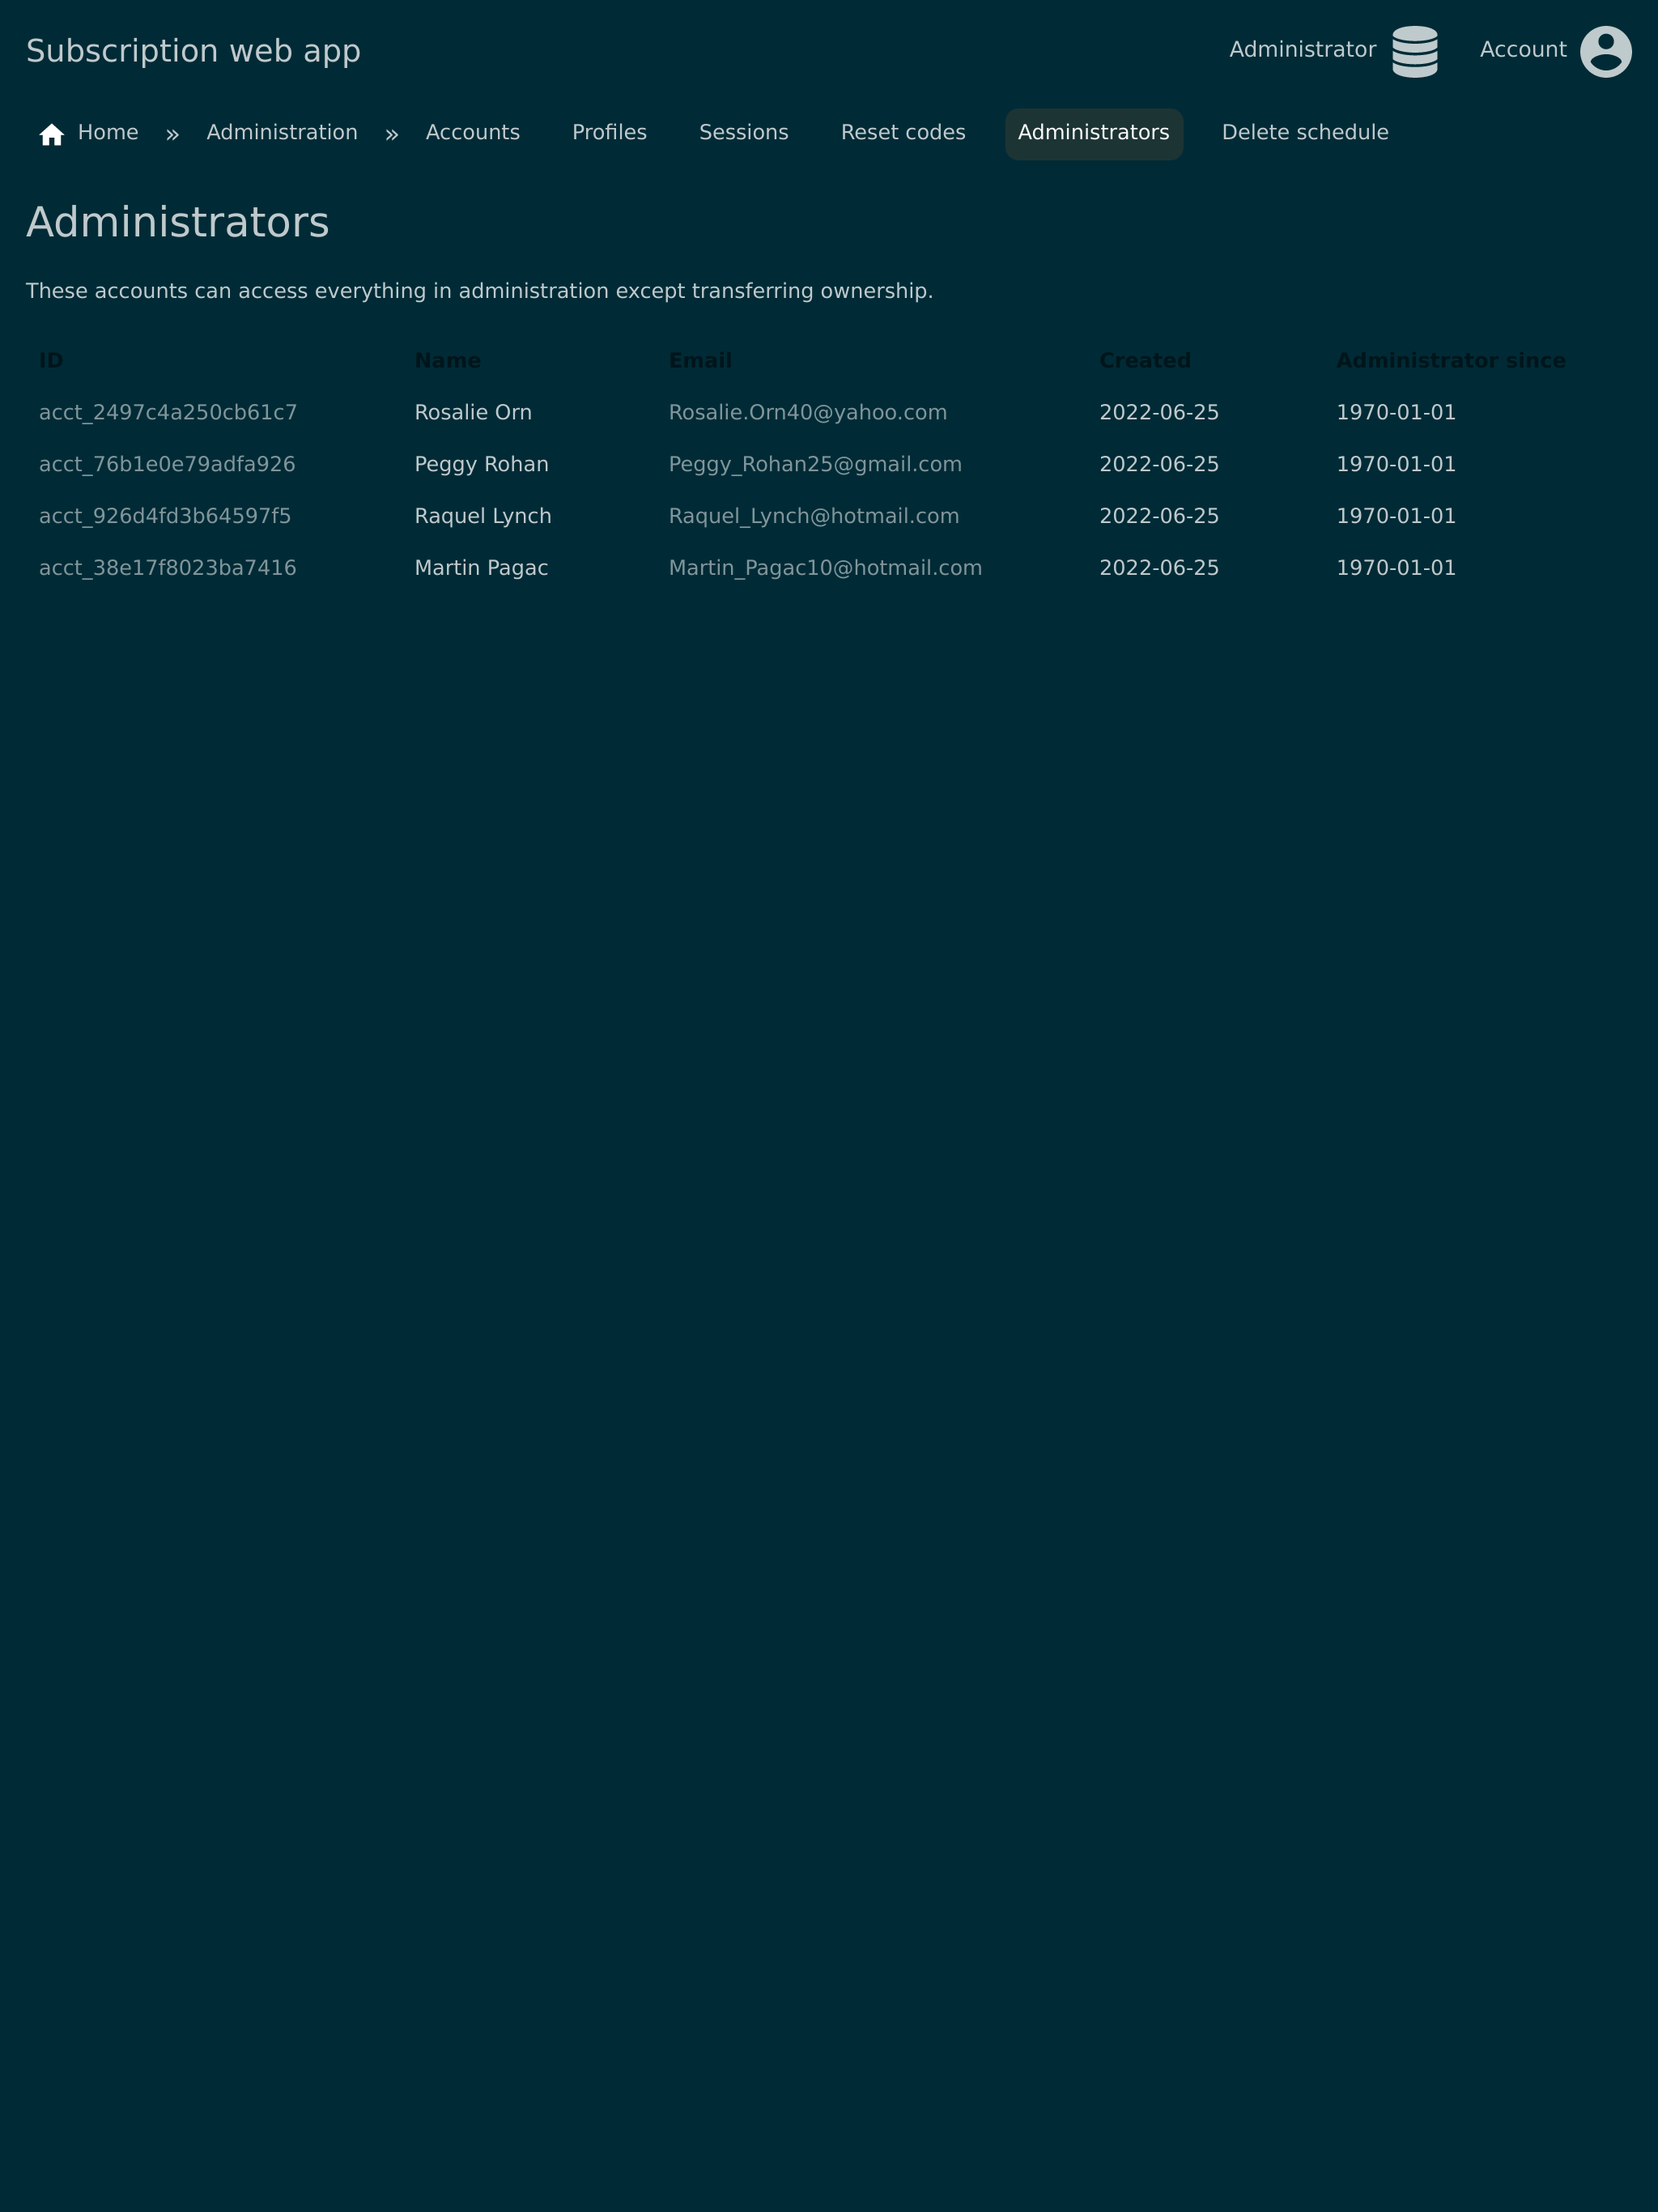 Subscription web app Administrator Account
Home » Administration » Accounts Profiles Sessions Reset codes Administrators Delete schedule
Administrators
These accounts can access everything in administration except transferring ownership.
ID Name Email Created Administrator since
acct_2497c4a250cb61c7 Rosalie Orn Rosalie.Orn40@yahoo.com 2022-06-25 1970-01-01
acct_76b1e0e79adfa926 Peggy Rohan Peggy_Rohan25@gmail.com 2022-06-25 1970-01-01
acct_926d4fd3b64597f5 Raquel Lynch Raquel_Lynch@hotmail.com 2022-06-25 1970-01-01
acct_38e17f8023ba7416 Martin Pagac Martin_Pagac10@hotmail.com 2022-06-25 1970-01-01